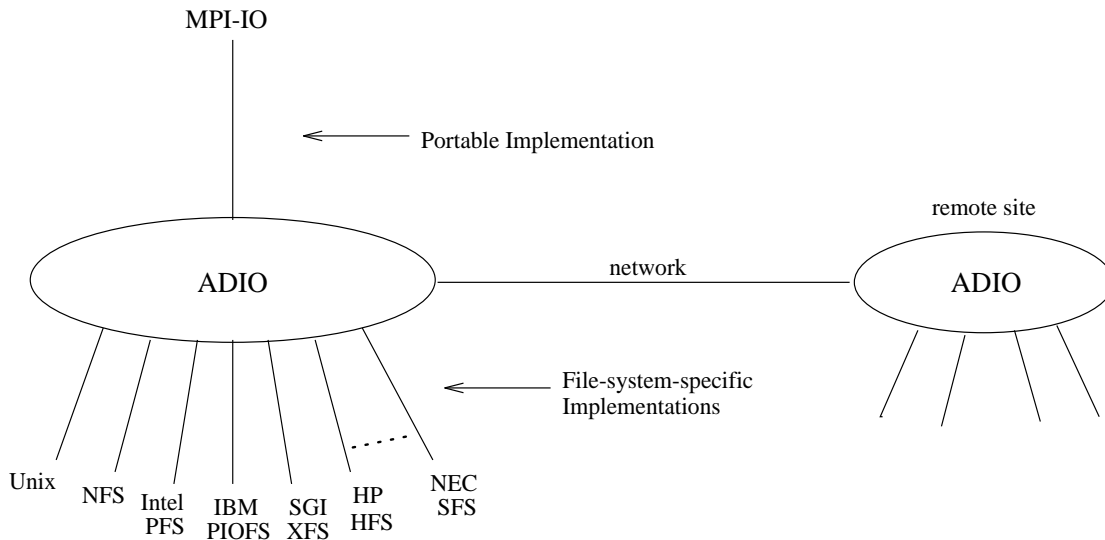 MPI-IO
Portable Implementation
remote site
ADIO
network
ADIO
File-system-specific
Implementations
Unix
NFS
Intel
PFS
IBM
PIOFS
SGI
XFS
HP
HFS
NEC
SFS